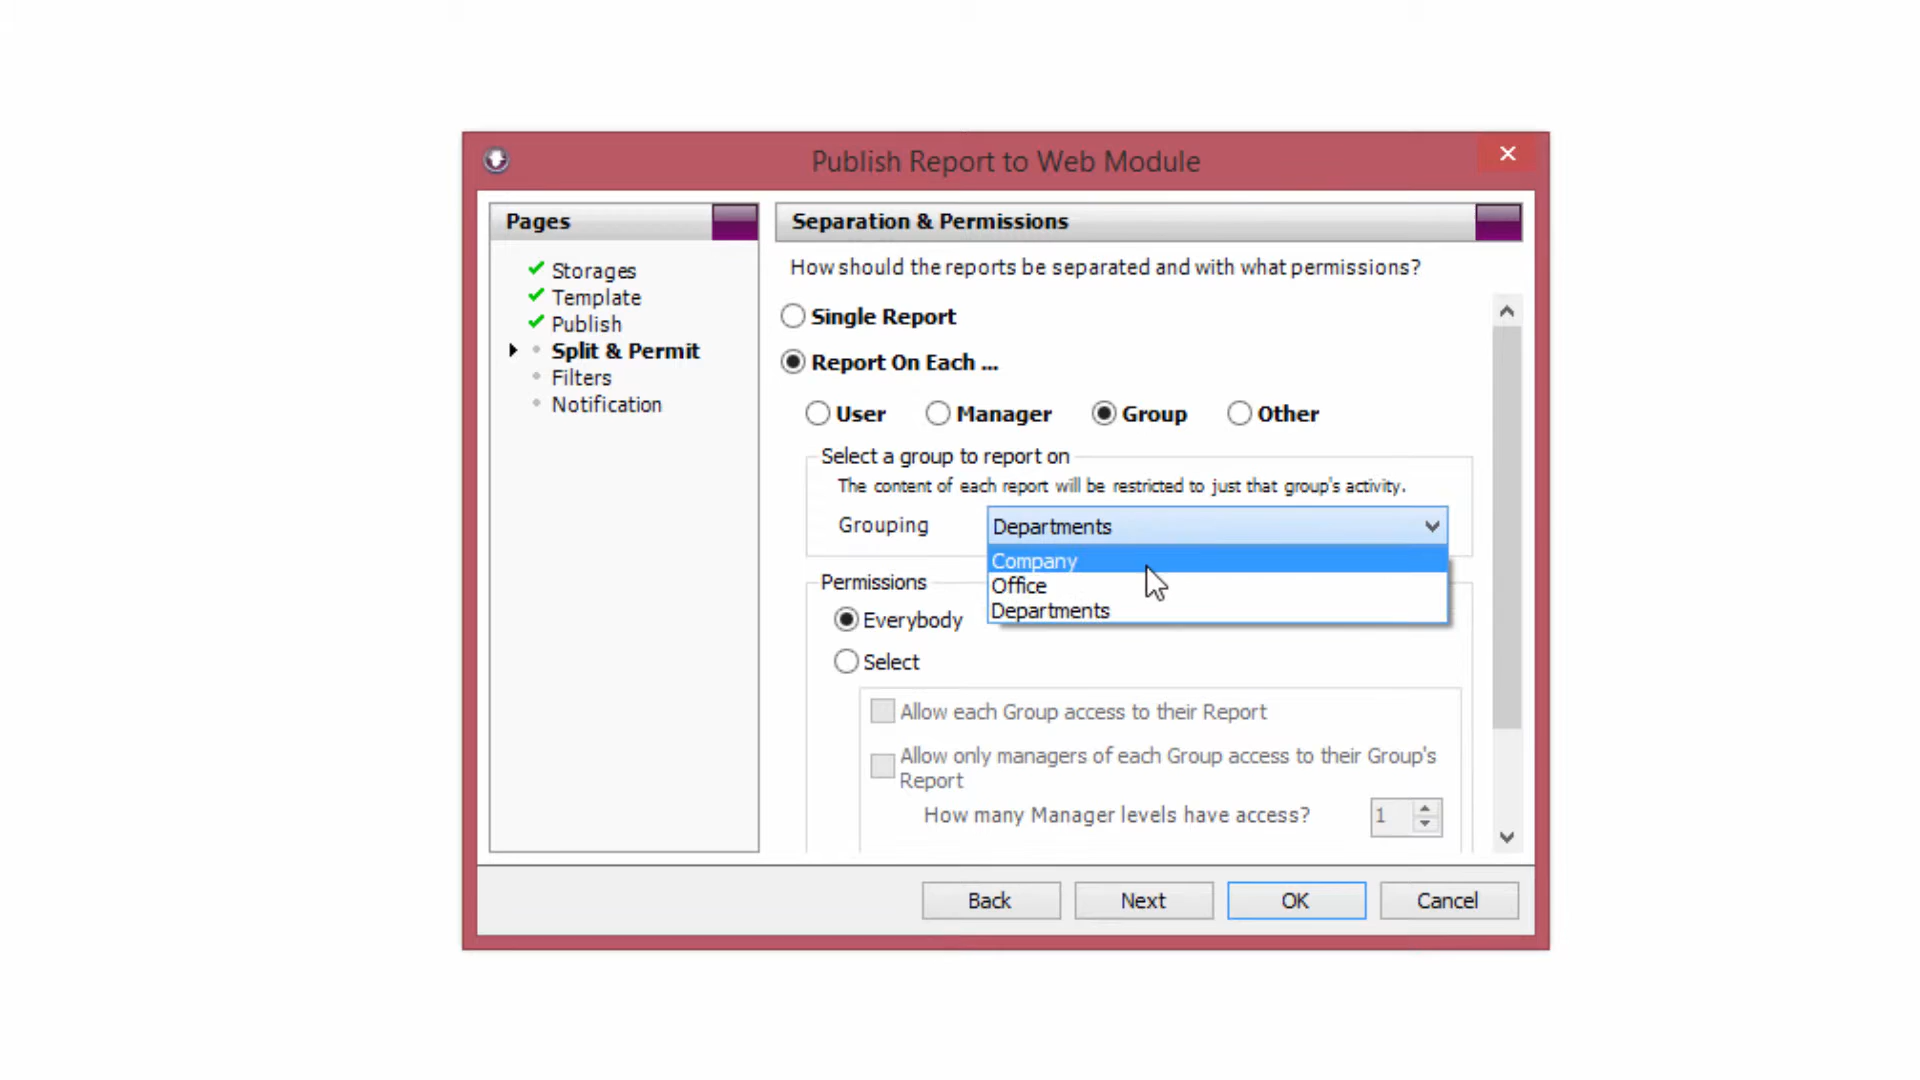 Publish Report to Web Module
Pages
Storages
Template
Publish
Split & Permit
Filters
Notification
Separation & Permissions
How should the reports be separated and with what permissions?
Single Report
Report On Each ...
User Manager Group Other
Select a group to report on
The content of each report will be restricted to just that group's activity.
Grouping Departments
Company
Office
Departments
Permissions
Everybody
Select
Allow each Group access to their Report
Allow only managers of each Group access to their Group's
Report
How many Manager levels have access? 1
Back Next OK Cancel